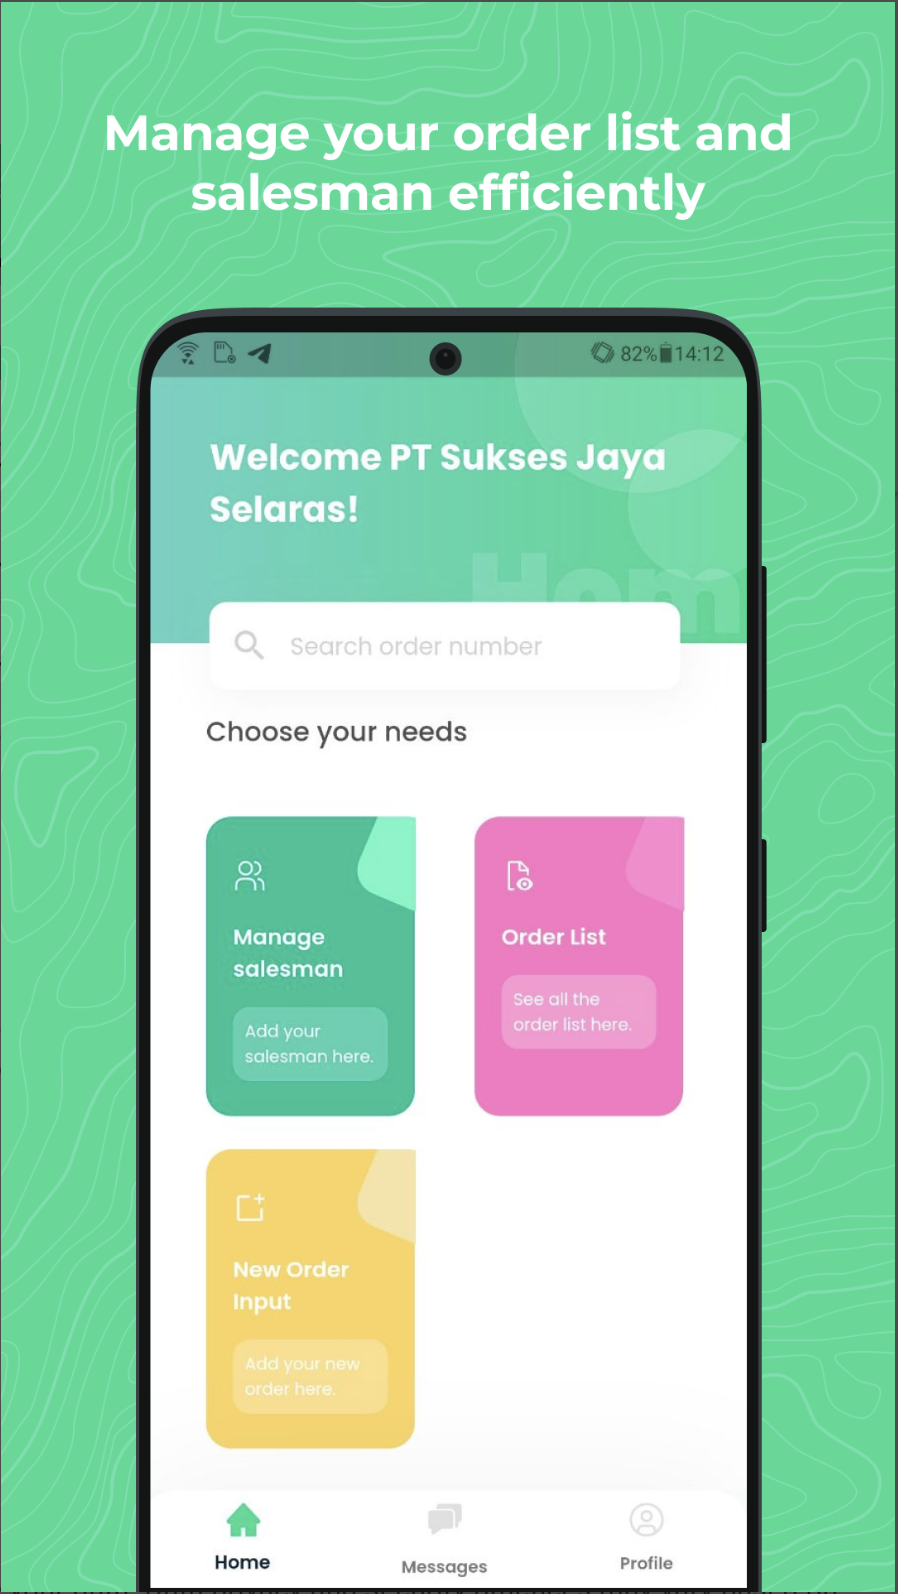 Manage your order list and
salesman efficiently
82% 14:12
Welcome PT Sukses Jaya
Selaras!
Hom
Search order number
Choose your needs
Manage
salesman
Add your
salesman here.
Order List
See all the
order list here.
New Order
Input
Add your new
order here.
Home
Messages
Profile